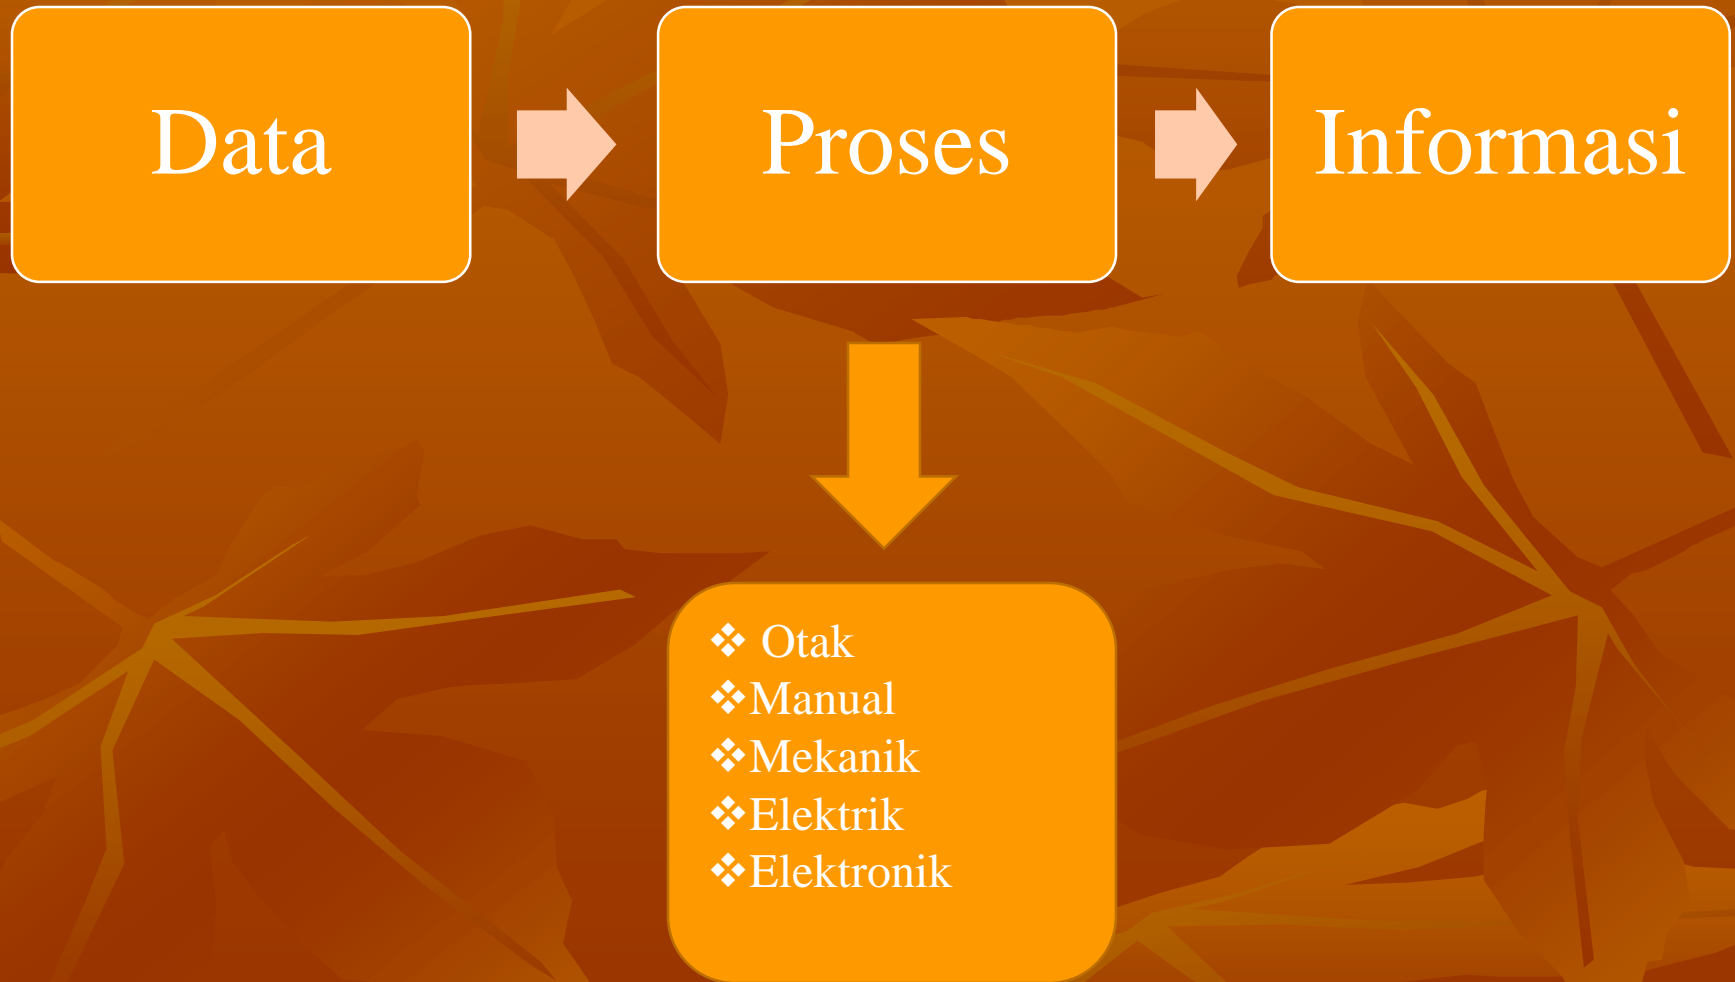 Data
Proses
Informasi
❖ Otak
❖Manual
❖Mekanik
❖Elektrik
❖Elektronik